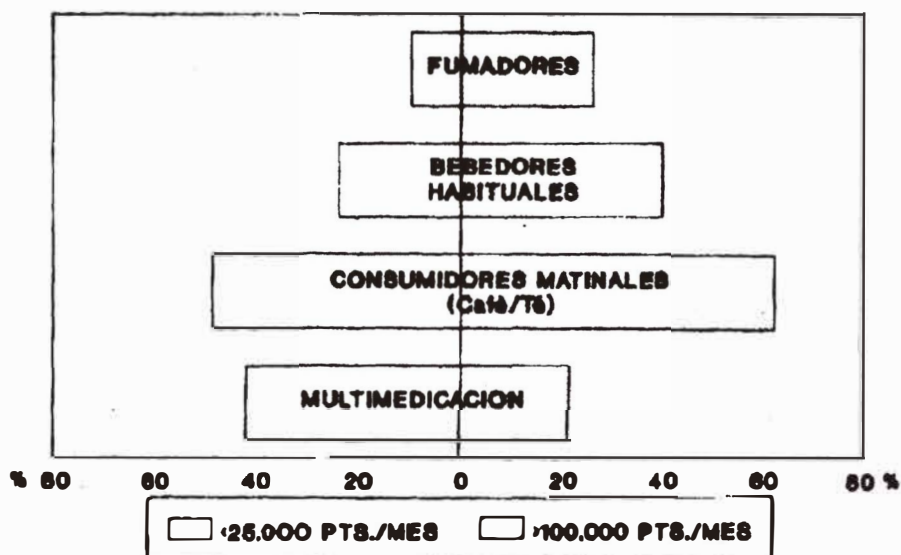 FUMADORES
BEBEDORES
HABITUALES
CONSUMIDORES MATINALES
(Café/Té)
MULTIMEDICACION
% 80 60 40 20 0 20 40 60 80 %
<25.000 PTS./MES >100.000 PTS./MES